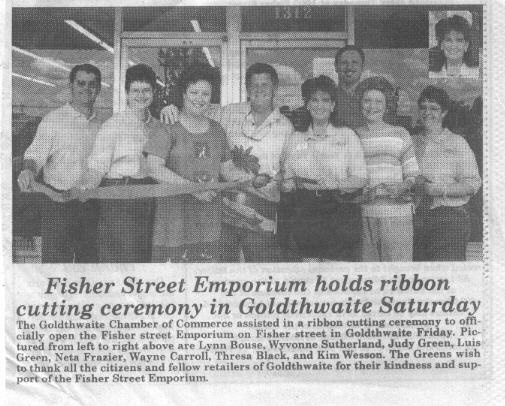 1312
Fisher Street Emporium holds ribbon
cutting ceremony in Goldthwaite Saturday
The Goldthwaite Chamber of Commerce assisted in a ribbon cutting ceremony to offi-
cially open the Fisher street Emporium on Fisher street in Goldthwaite Friday. Pic-
tured from left to right above are Lynn Bouse, Wyvonne Sutherland, Judy Green, Luis
Green, Neta Frazier, Wayne Carroll, Thresa Black, and Kim Wesson. The Greens wish
to thank all the citizens and fellow retailers of Goldthwaite for their kindness and sup-
port of the Fisher Street Emporium.